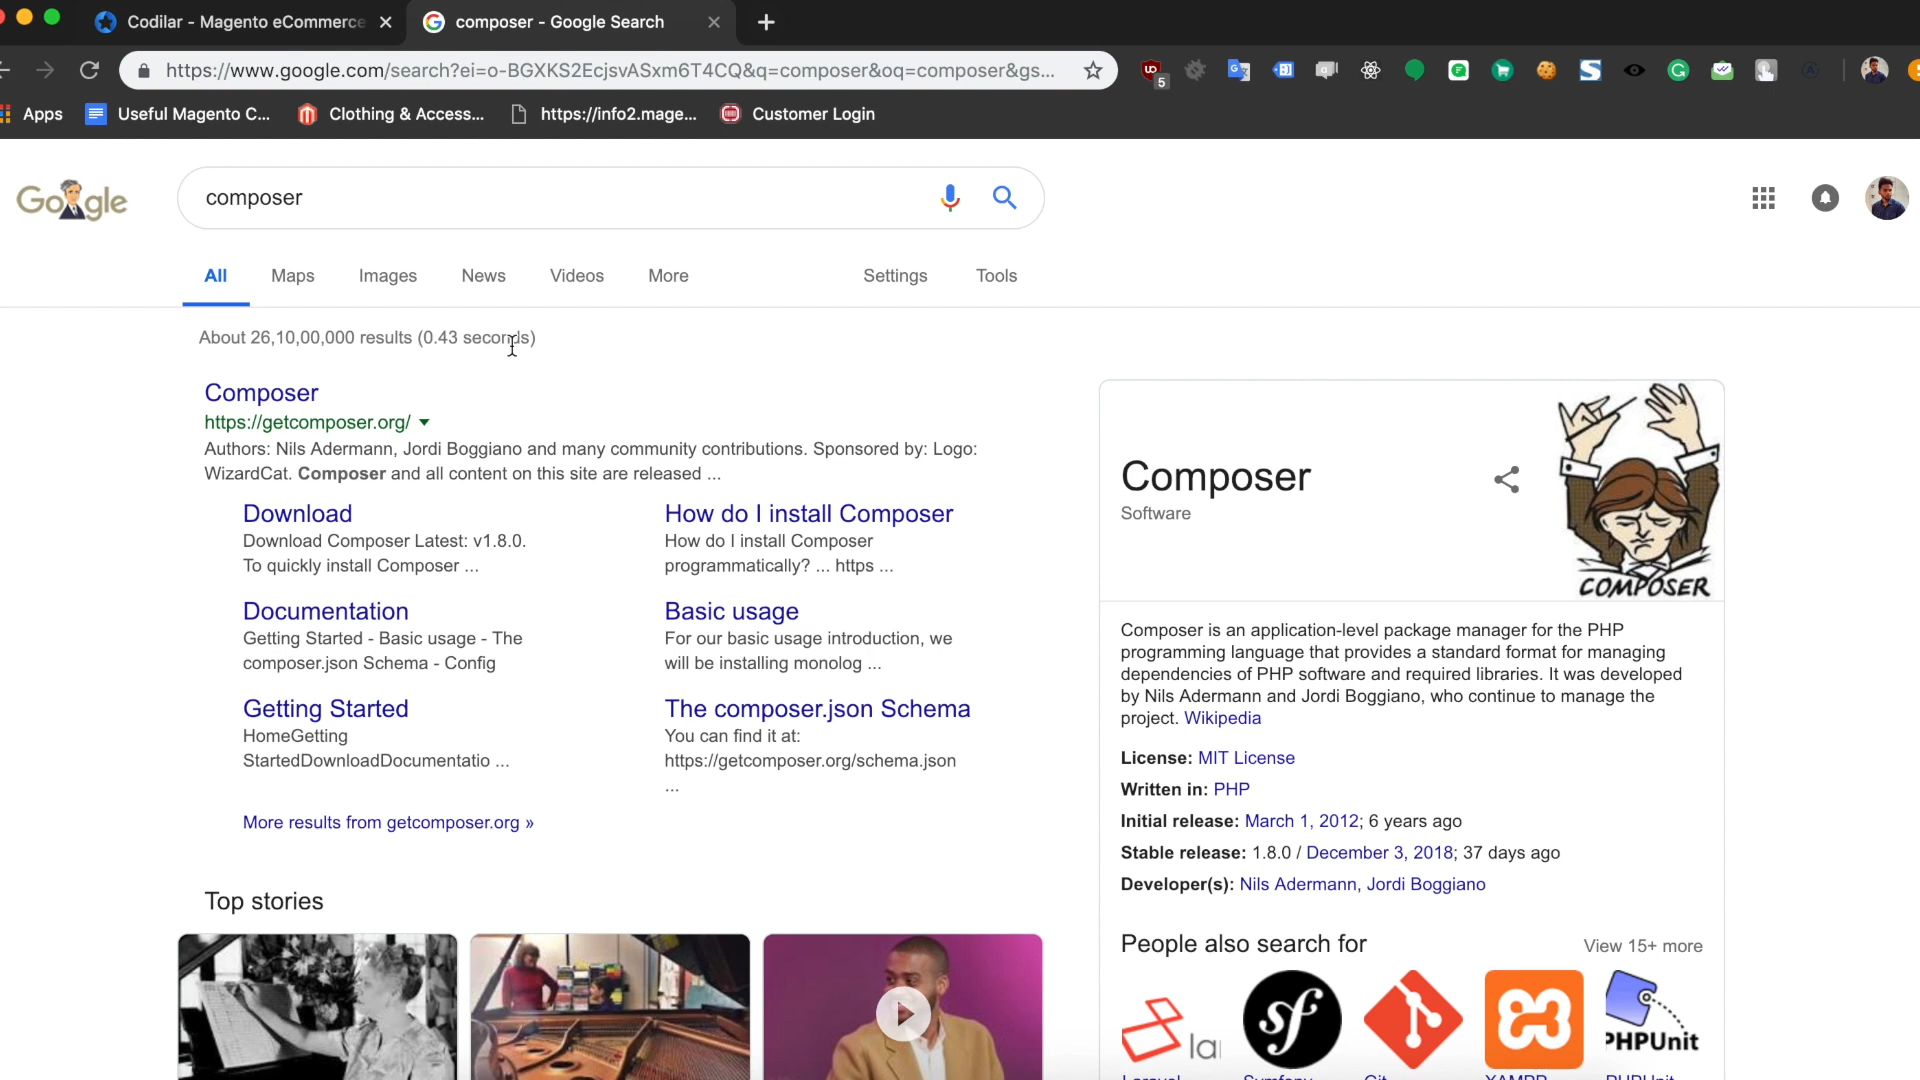 Codilar - Magento eCommerce
composer - Google Search
https://www.google.com/search?ei=o-BGXKS2EcjsvASxm6T4CQ&q=composer&oq=composer&gs...
5
Apps
Useful Magento C...
Clothing & Access...
https://info2.mage...
Customer Login
Google
composer
All
Maps
Images
News
Videos
More
Settings
Tools
About 26,10,00,000 results (0.43 seconds)
Composer
https://getcomposer.org/
Authors: Nils Adermann, Jordi Boggiano and many community contributions. Sponsored by: Logo:
WizardCat. Composer and all content on this site are released ...
Download
Download Composer Latest: v1.8.0.
To quickly install Composer ...
How do I install Composer
How do I install Composer
programmatically? ... https ...
Documentation
Getting Started - Basic usage - The
composer.json Schema - Config
Basic usage
For our basic usage introduction, we
will be installing monolog ...
Getting Started
HomeGetting
StartedDownloadDocumentatio ...
The composer.json Schema
You can find it at:
https://getcomposer.org/schema.json
...
More results from getcomposer.org »
Top stories
Composer
Software
COMPOSER
Composer is an application-level package manager for the PHP
programming language that provides a standard format for managing
dependencies of PHP software and required libraries. It was developed
by Nils Adermann and Jordi Boggiano, who continue to manage the
project. Wikipedia
License: MIT License
Written in: PHP
Initial release: March 1, 2012; 6 years ago
Stable release: 1.8.0 / December 3, 2018; 37 days ago
Developer(s): Nils Adermann, Jordi Boggiano
People also search for
View 15+ more
la
sf
PHPUnit
Laravel
Symfony
Git
XAMPP
PHPUnit